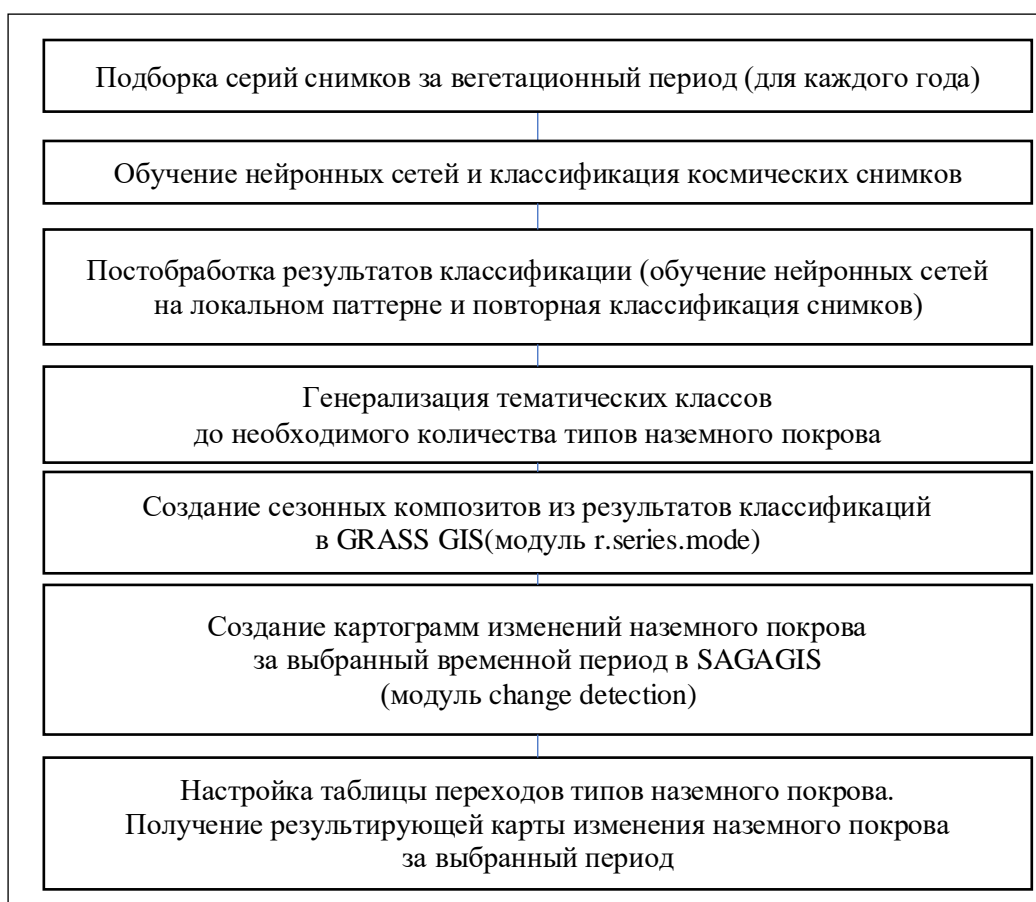 Подборка серий снимков за вегетационный период (для каждого года)
Обучение нейронных сетей и классификация космических снимков
Постобработка результатов классификации (обучение нейронных сетей
на локальном паттерне и повторная классификация снимков)
Генерализация тематических классов
до необходимого количества типов наземного покрова
Создание сезонных композитов из результатов классификаций
в GRASS GIS(модуль r.series.mode)
Создание картограмм изменений наземного покрова
за выбранный временной период в SAGAGIS
(модуль change detection)
Настройка таблицы переходов типов наземного покрова.
Получение результирующей карты изменения наземного покрова
за выбранный период